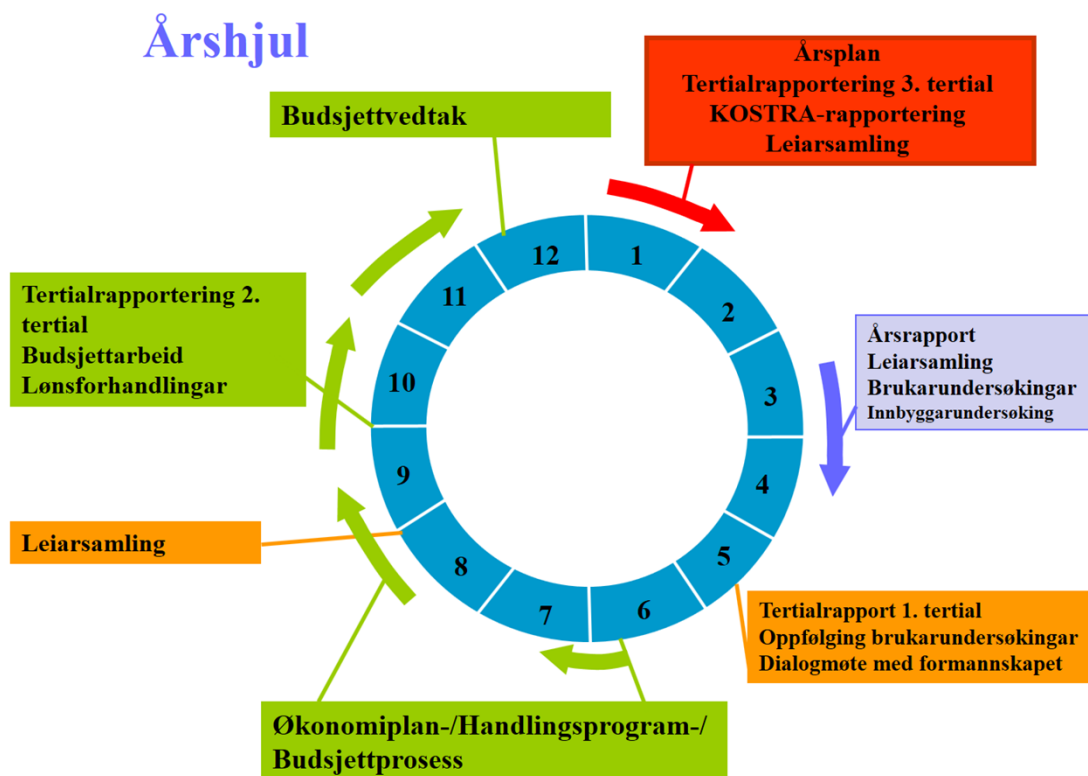 Årshjul
Årsplan
Tertialrapportering 3. tertial
KOSTRA-rapportering
Leiarsamling
Budsjettvedtak
Tertialrapportering 2.
tertial
Budsjettarbeid
Lønsforhandlingar
Årsrapport
Leiarsamling
Brukarundersøkingar
Innbyggarundersøking
Leiarsamling
Tertialrapport 1. tertial
Oppfølging brukarundersøkingar
Dialogmøte med formannskapet
Økonomiplan-/Handlingsprogram-/
Budsjettprosess
1
2
3
4
5
6
7
8
9
10
11
12